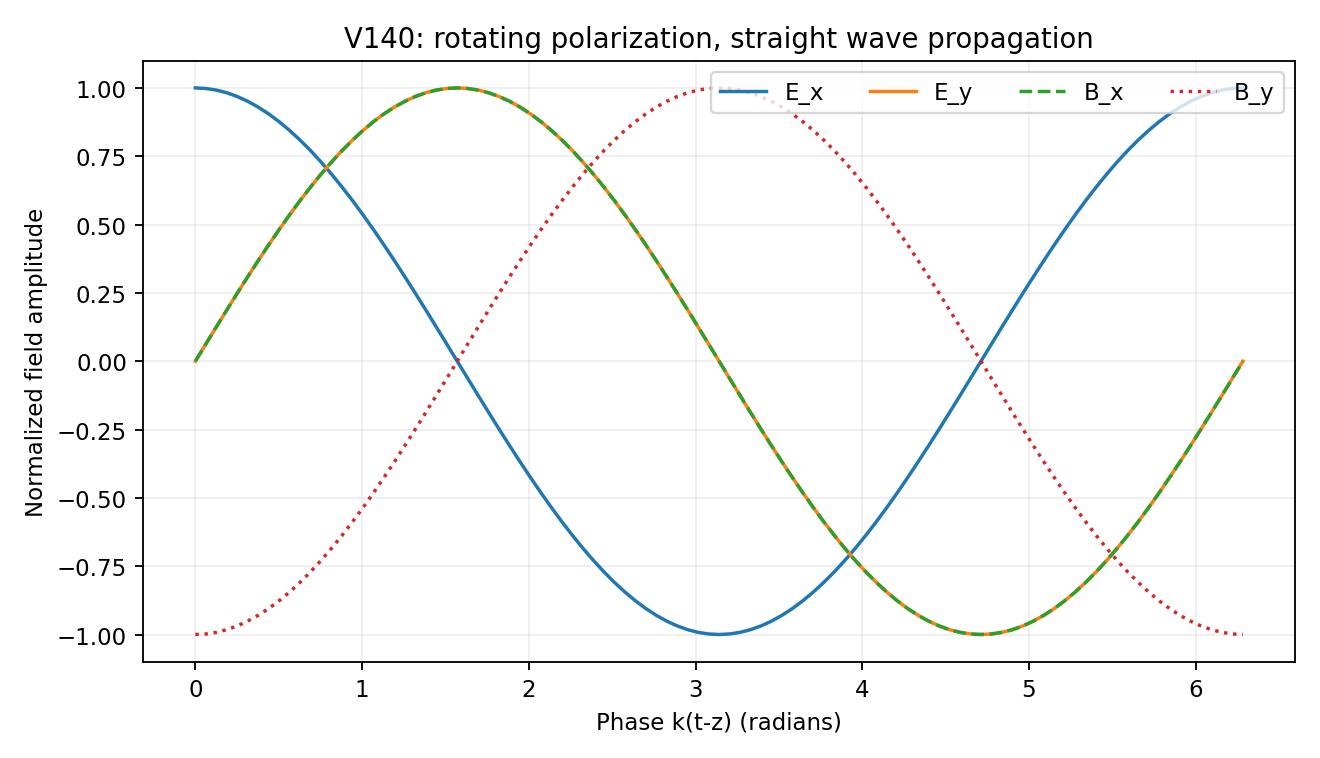 V140: rotating polarization, straight wave propagation
E_x E_y B_x B_y
1.00
0.75
0.50
0.25
0.00
−0.25
−0.50
−0.75
−1.00
Normalized field amplitude
0 1 2 3 4 5 6
Phase k(t-z) (radians)